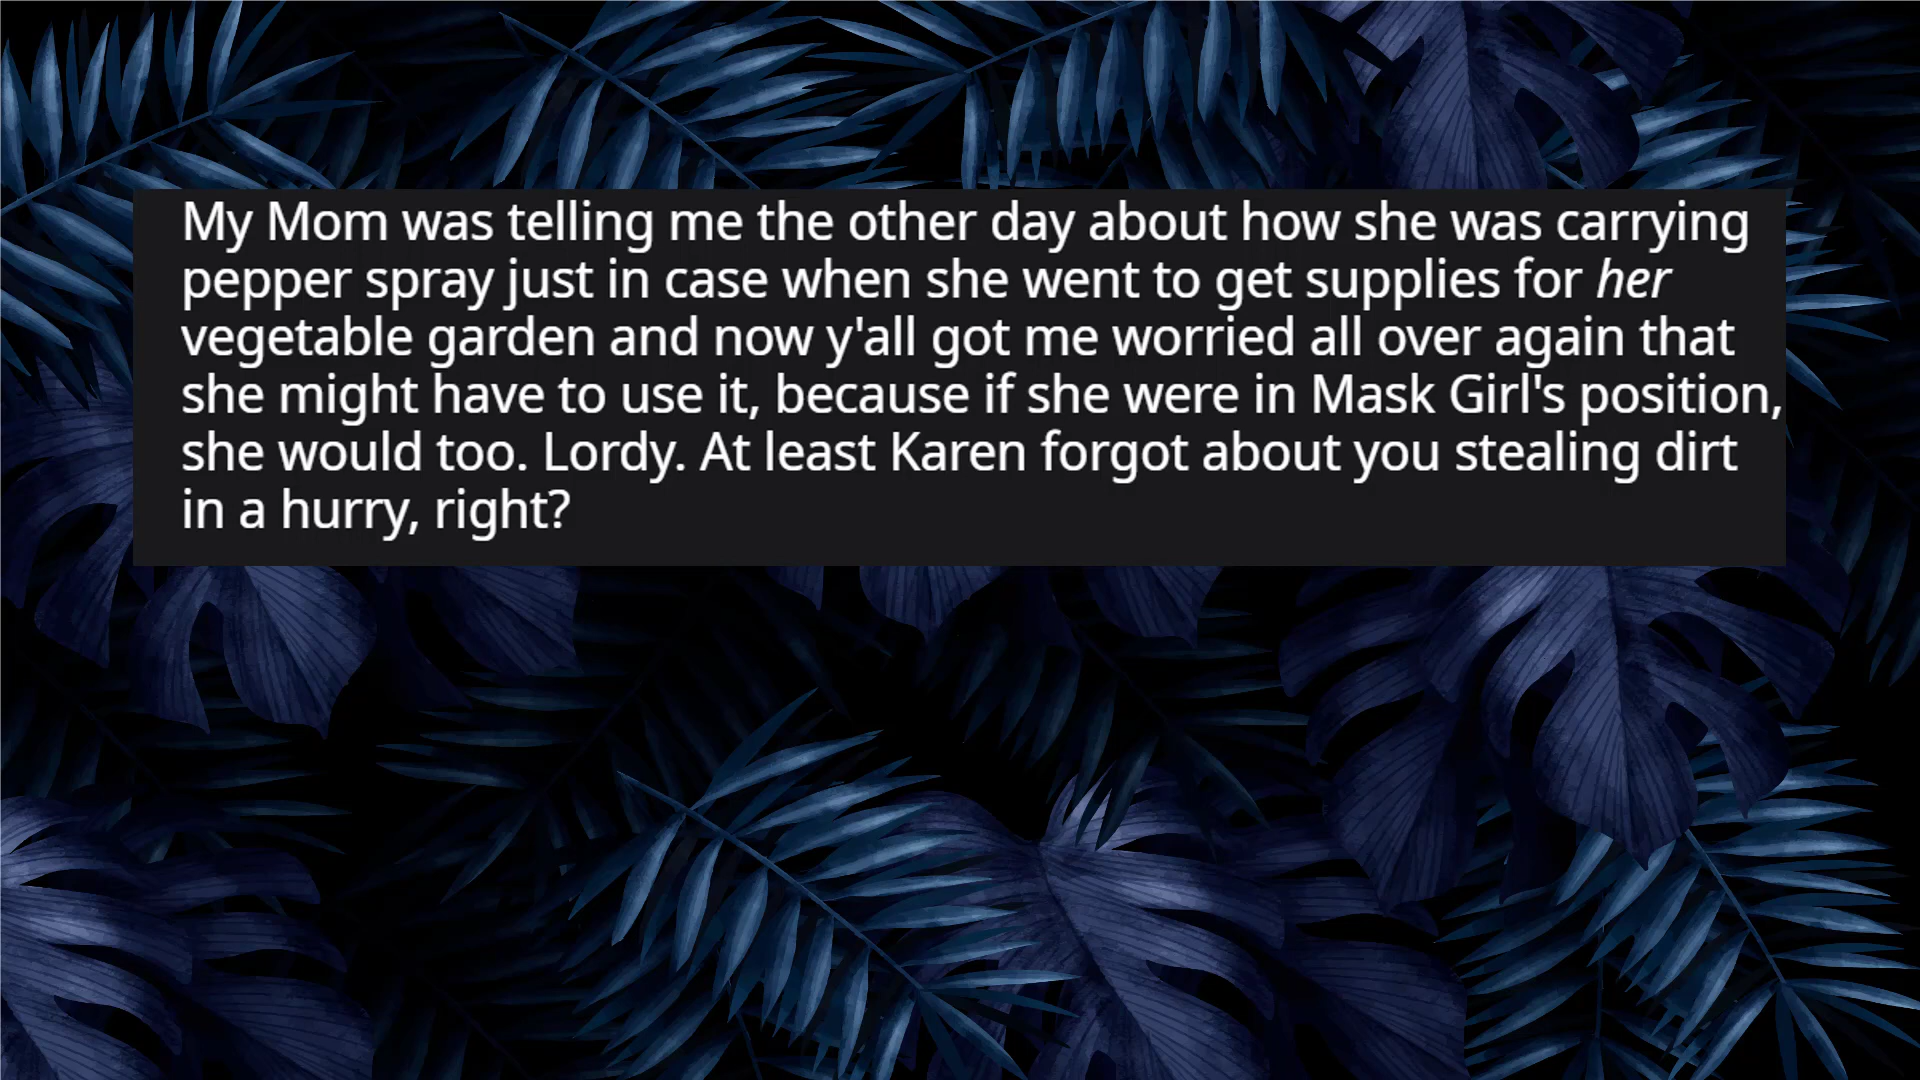 My Mom was telling me the other day about how she was carrying
pepper spray just in case when she went to get supplies for her
vegetable garden and now y'all got me worried all over again that
she might have to use it, because if she were in Mask Girl's position,
she would too. Lordy. At least Karen forgot about you stealing dirt
in a hurry, right?